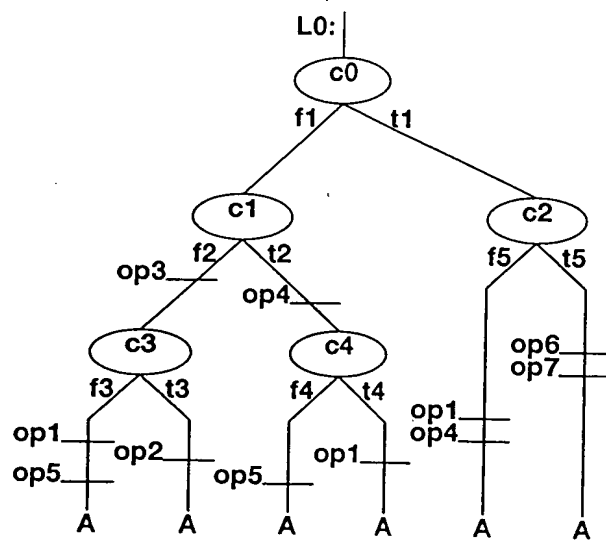 L0:
c0
f1 t1
c1 c2
f2 t2 f5 t5
op3 op4
c3 c4 op6
f3 t3 f4 t4 op7
op1
op4
op1 op2 op5 op1
op5
A A A A A A